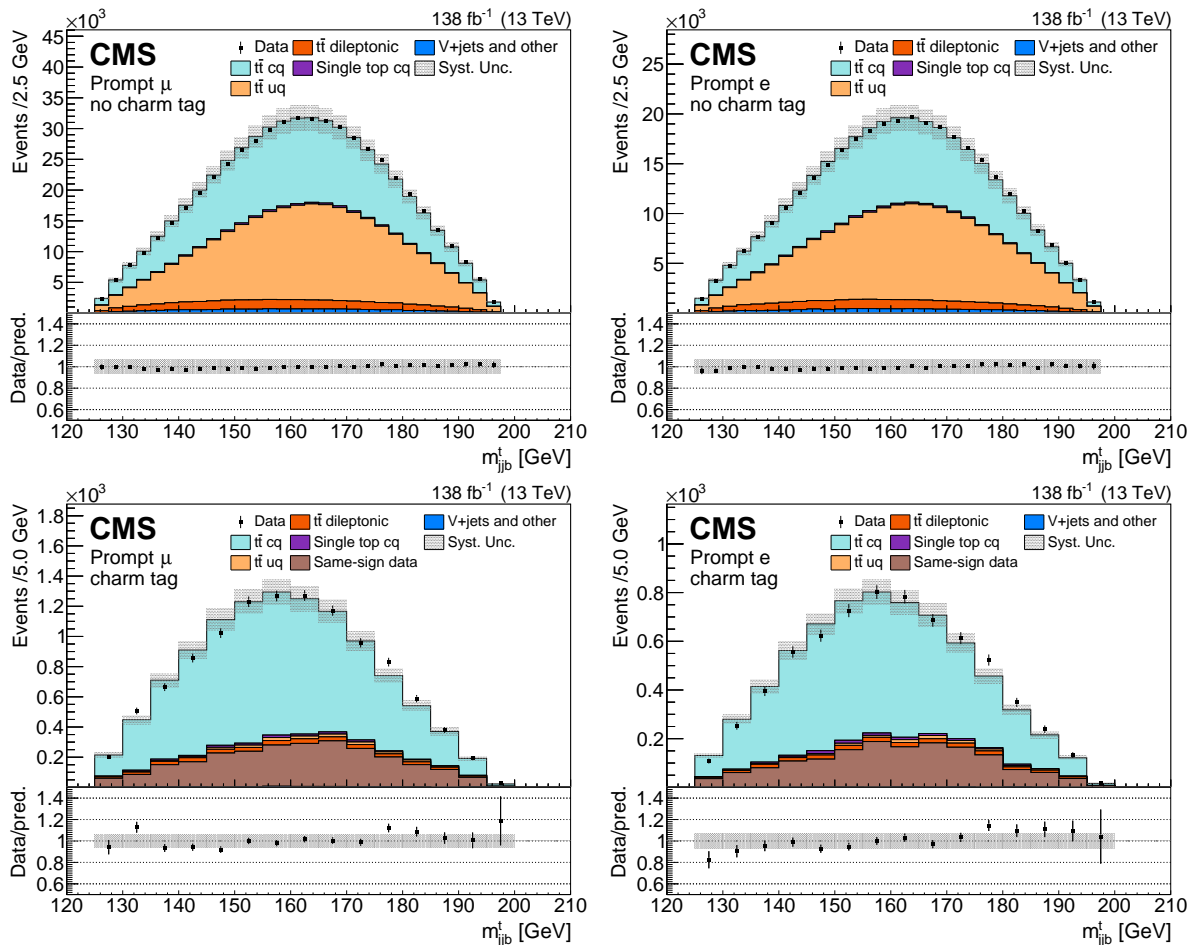 ×10³
138 fb⁻¹ (13 TeV)
CMS
Prompt μ
no charm tag
Data
tt̄ dileptonic
V+jets and other
tt̄ cq
Single top cq
Syst. Unc.
tt̄ uq
Events /2.5 GeV
45
40
35
30
25
20
15
10
5
Data/pred.
1.4
1.2
1
0.8
0.6
120 130 140 150 160 170 180 190 200 210
m^t_jjb [GeV]
×10³
138 fb⁻¹ (13 TeV)
CMS
Prompt e
no charm tag
Data
tt̄ dileptonic
V+jets and other
tt̄ cq
Single top cq
Syst. Unc.
tt̄ uq
Events /2.5 GeV
25
20
15
10
5
Data/pred.
1.4
1.2
1
0.8
0.6
120 130 140 150 160 170 180 190 200 210
m^t_jjb [GeV]
×10³
138 fb⁻¹ (13 TeV)
CMS
Prompt μ
charm tag
Data
tt̄ dileptonic
V+jets and other
tt̄ cq
Single top cq
Syst. Unc.
tt̄ uq
Same-sign data
Events /5.0 GeV
1.8
1.6
1.4
1.2
1
0.8
0.6
0.4
0.2
Data/pred.
1.4
1.2
1
0.8
0.6
120 130 140 150 160 170 180 190 200 210
m^t_jjb [GeV]
×10³
138 fb⁻¹ (13 TeV)
CMS
Prompt e
charm tag
Data
tt̄ dileptonic
V+jets and other
tt̄ cq
Single top cq
Syst. Unc.
tt̄ uq
Same-sign data
Events /5.0 GeV
1
0.8
0.6
0.4
0.2
Data/pred.
1.4
1.2
1
0.8
0.6
120 130 140 150 160 170 180 190 200 210
m^t_jjb [GeV]